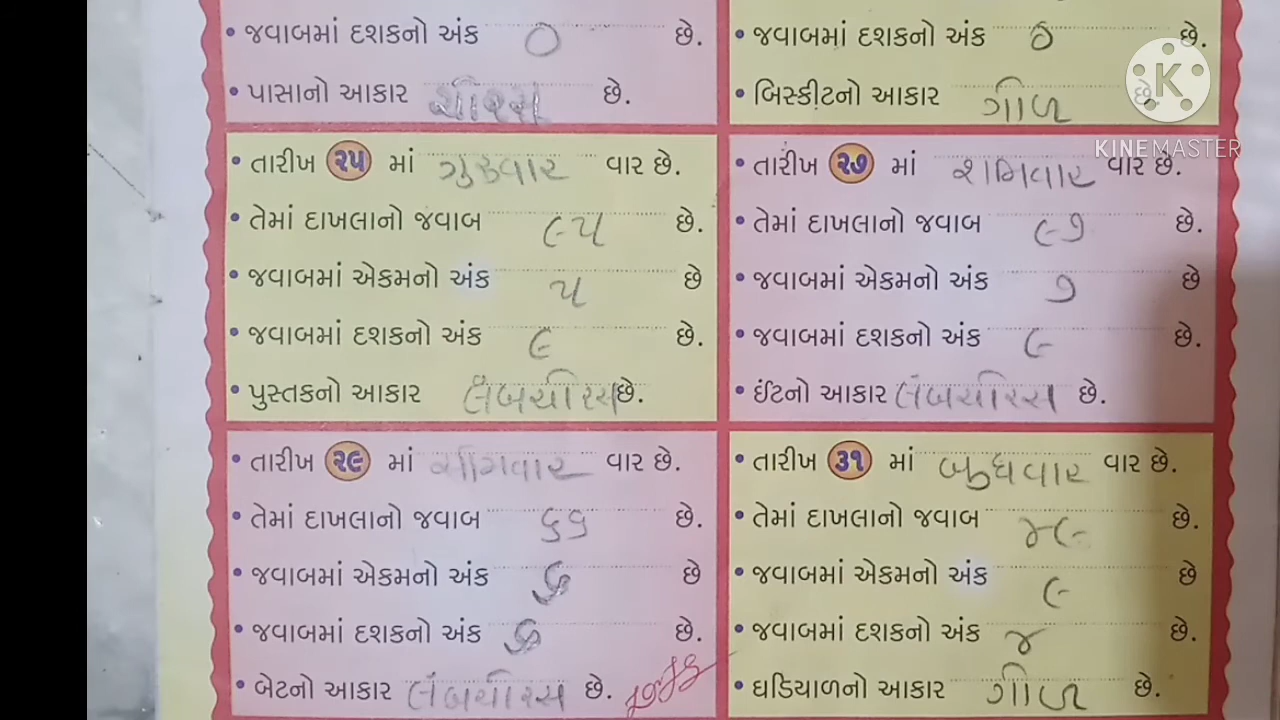 • જવાબમાં દશકનો અંક 0 છે.
• પાસાનો આકાર ચોરસ છે.
• જવાબમાં દશકનો અંક 0 છે.
• બિસ્કીટનો આકાર ગોળ છે.
KINEMASTER
• તારીખ ૨૫ માં ગુરુવાર વાર છે.
• તેમાં દાખલાનો જવાબ ૯૫ છે.
• જવાબમાં એકમનો અંક ૫ છે
• જવાબમાં દશકનો અંક ૯ છે.
• પુસ્તકનો આકાર લંબચોરસ છે.
• તારીખ ૨૭ માં શનિવાર વાર છે.
• તેમાં દાખલાનો જવાબ ૯૭ છે.
• જવાબમાં એકમનો અંક ૭ છે
• જવાબમાં દશકનો અંક ૯ છે.
• ઈંટનો આકાર લંબચોરસ છે.
• તારીખ ૨૯ માં સોમવાર વાર છે.
• તેમાં દાખલાનો જવાબ ૬૬ છે.
• જવાબમાં એકમનો અંક ૬ છે
• જવાબમાં દશકનો અંક ૬ છે.
• બેટનો આકાર લંબચોરસ છે.
• તારીખ ૩૧ માં બુધવાર વાર છે.
• તેમાં દાખલાનો જવાબ ૪૯ છે.
• જવાબમાં એકમનો અંક ૯ છે
• જવાબમાં દશકનો અંક ૪ છે.
• ઘડિયાળનો આકાર ગોળ છે.